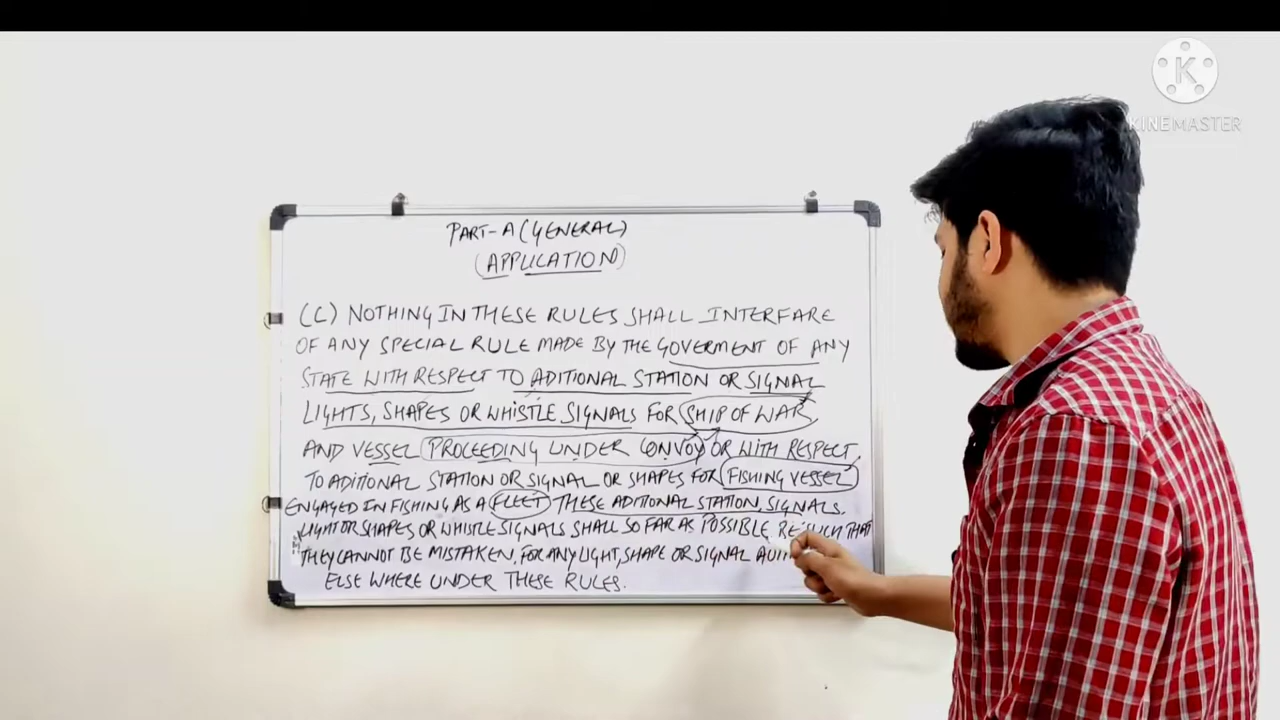 K
KINEMASTER
PART-A (GENERAL)
(APPLICATION)
(C) NOTHING IN THESE RULES SHALL INTERFARE
OF ANY SPECIAL RULE MADE BY THE GOVERMENT OF ANY
STATE WITH RESPECT TO ADITIONAL STATION OR SIGNAL
LIGHTS, SHAPES OR WHISTLE SIGNALS FOR SHIP OF WAR
AND VESSEL PROCEEDING UNDER CONVOY OR WITH RESPECT,
TO ADITIONAL STATION OR SIGNAL OR SHAPES FOR FISHING VESSEL
ENGAGED IN FISHING AS A FLEET THESE ADITIONAL STATION, SIGNALS.
LIGHT OR SHAPES OR WHISTLE SIGNALS SHALL SO FAR AS POSSIBLE THAT
THEY CANNOT BE MISTAKEN, FOR ANY LIGHT, SHAPE OR SIGNAL
ELSE WHERE UNDER THESE RULES.